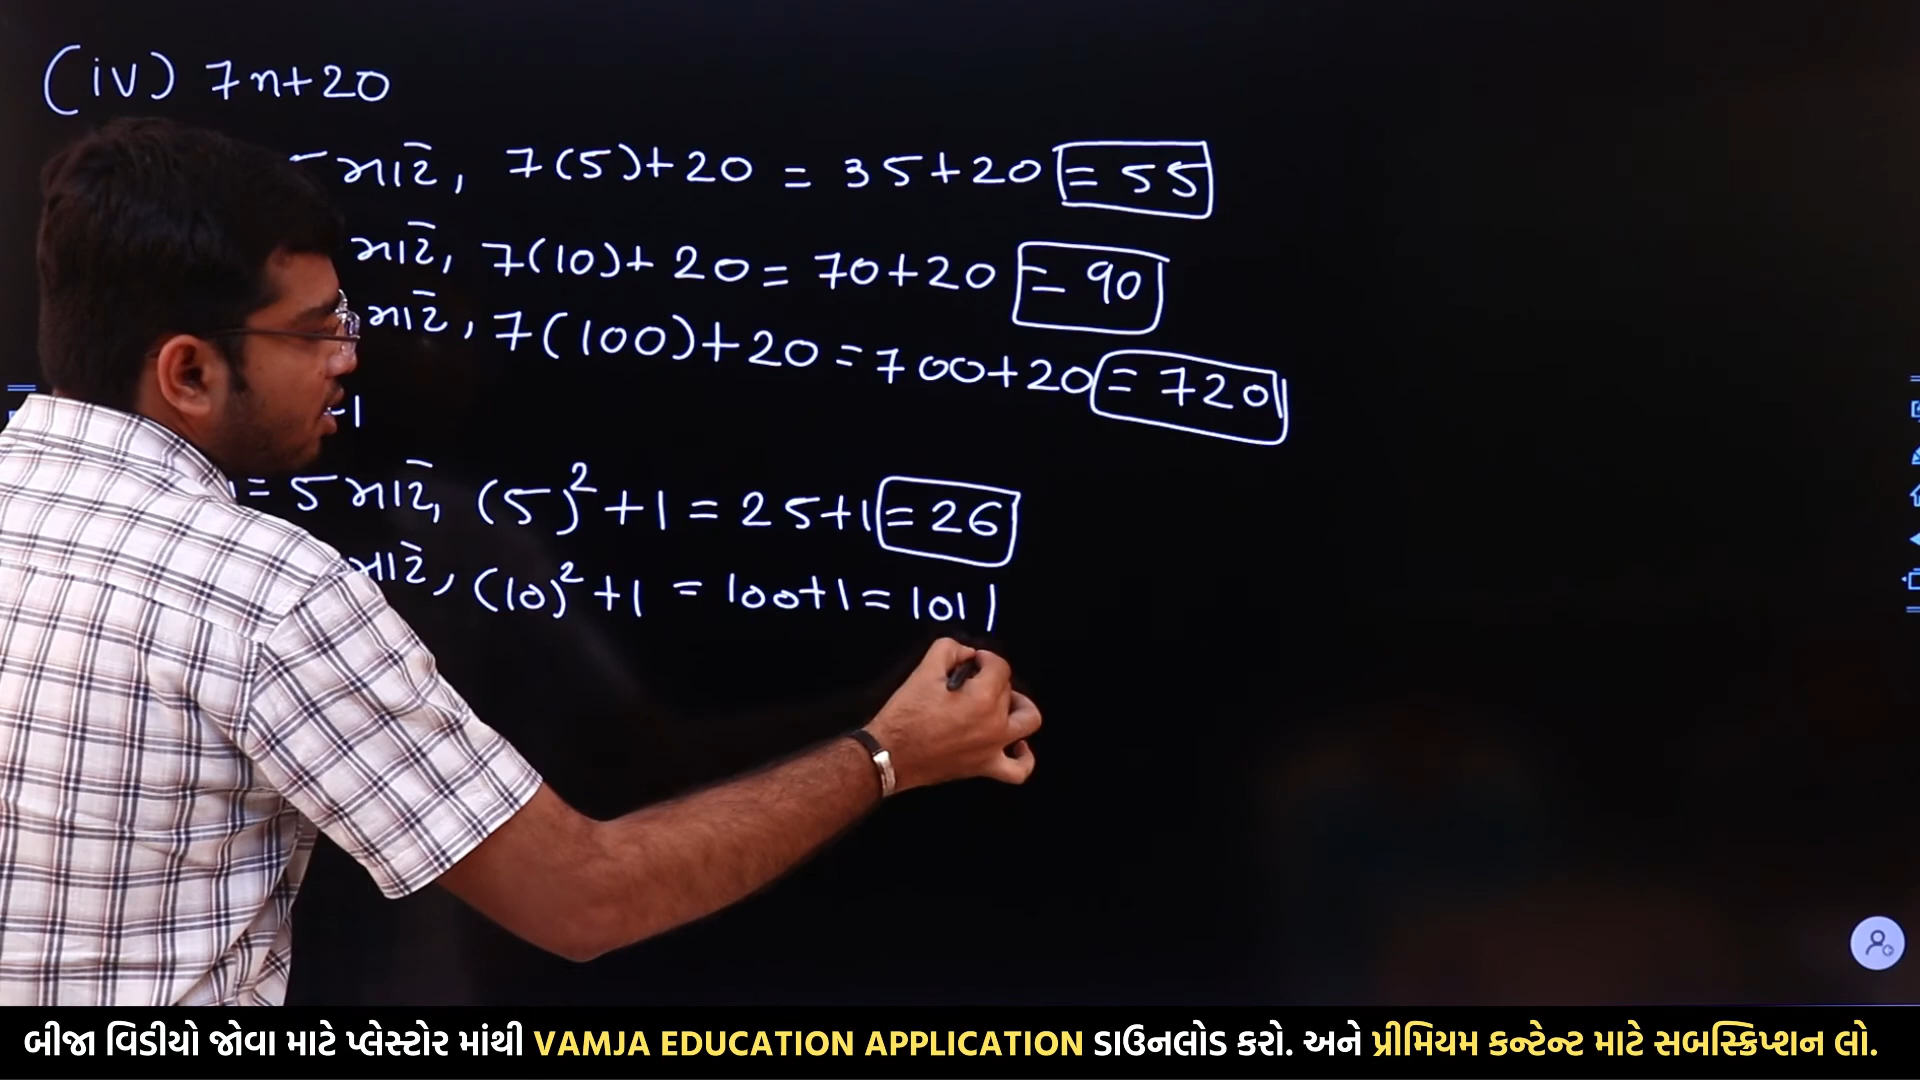 (iv) 7n+20
5 માટે, 7(5)+20 = 35+20 = 55
માટે, 7(10)+20 = 70+20 = 90
માટે, 7(100)+20 = 700+20 = 720
-1
= 5 માટે, (5)²+1 = 25+1 = 26
માટે, (10)²+1 = 100+1 = 101
બીજા વિડીયો જોવા માટે પ્લેસ્ટોર માંથી VAMJA EDUCATION APPLICATION ડાઉનલોડ કરો. અને પ્રીમિયમ કન્ટેન્ટ માટે સબસ્ક્રિપ્શન લો.